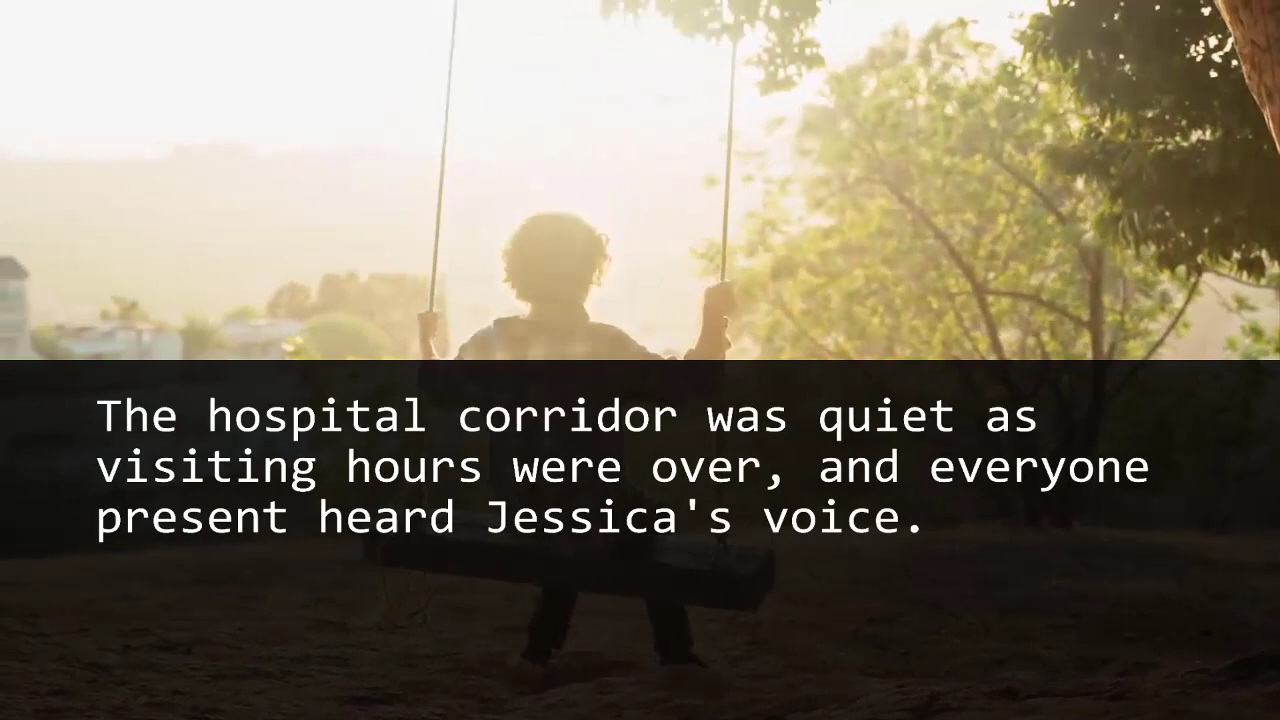 The hospital corridor was quiet as
visiting hours were over, and everyone
present heard Jessica's voice.